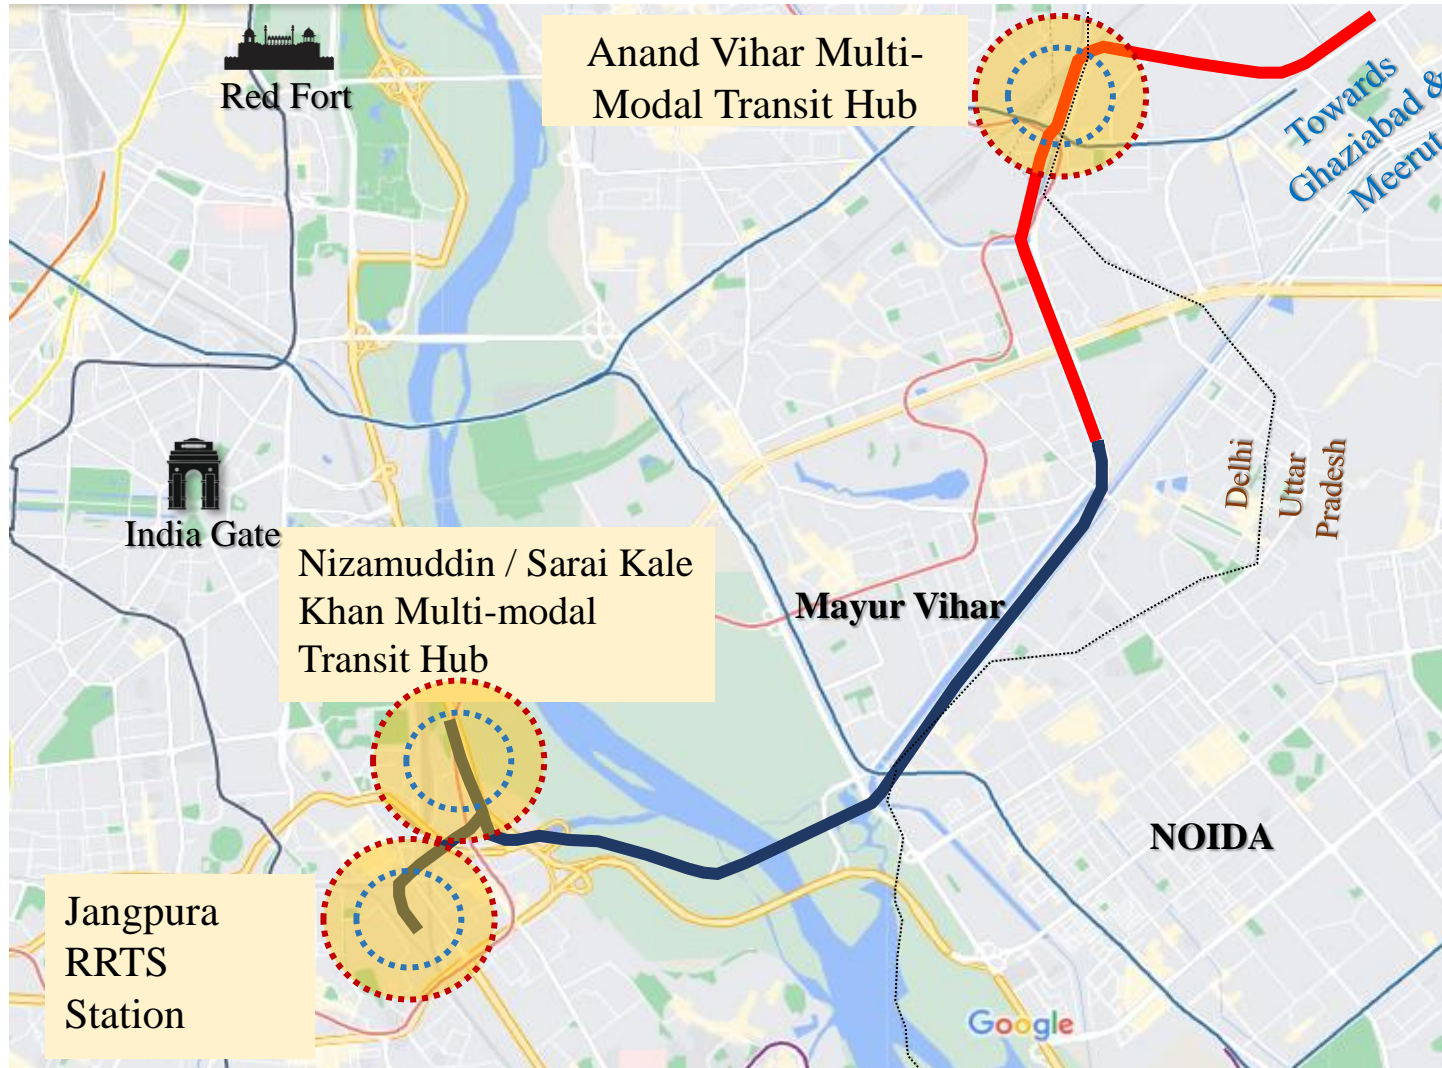 Red Fort
Anand Vihar Multi-
Modal Transit Hub
Towards
Ghaziabad &
Meerut
India Gate
Delhi
Uttar
Pradesh
Nizamuddin / Sarai Kale
Khan Multi-modal
Transit Hub
Mayur Vihar
NOIDA
Jangpura
RRTS
Station
Google